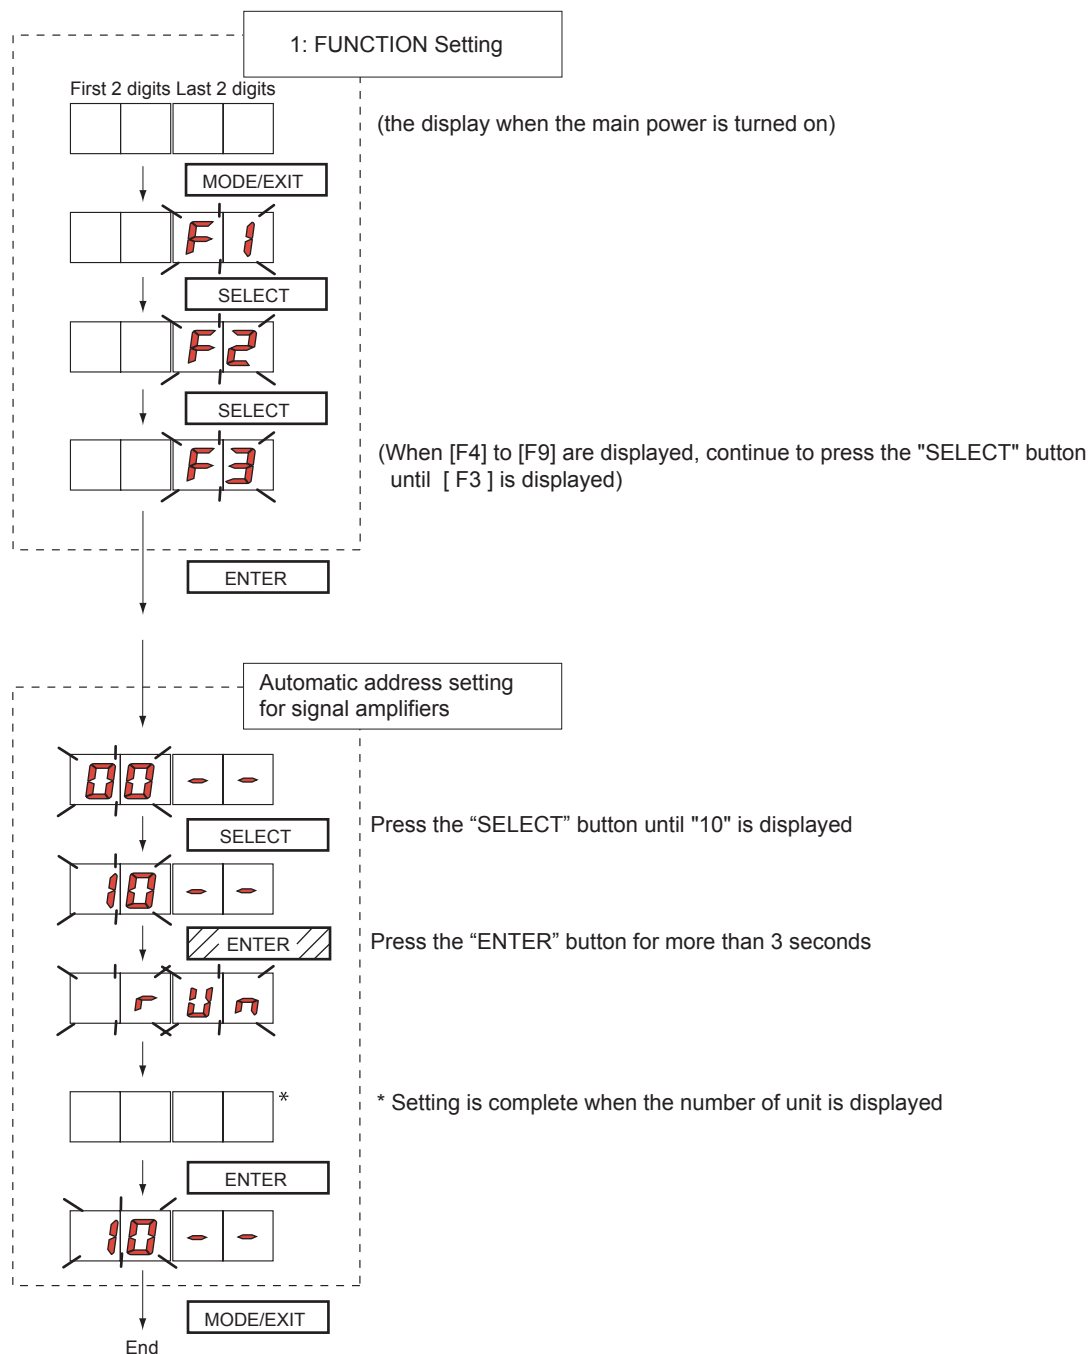 1: FUNCTION Setting
First 2 digits Last 2 digits
(the display when the main power is turned on)
MODE/EXIT
F1
SELECT
F2
SELECT
F3
(When [F4] to [F9] are displayed, continue to press the "SELECT" button
until [ F3 ] is displayed)
ENTER
Automatic address setting
for signal amplifiers
00--
SELECT
Press the “SELECT” button until "10" is displayed
10--
ENTER
Press the “ENTER” button for more than 3 seconds
rUn
*
* Setting is complete when the number of unit is displayed
ENTER
10--
MODE/EXIT
End